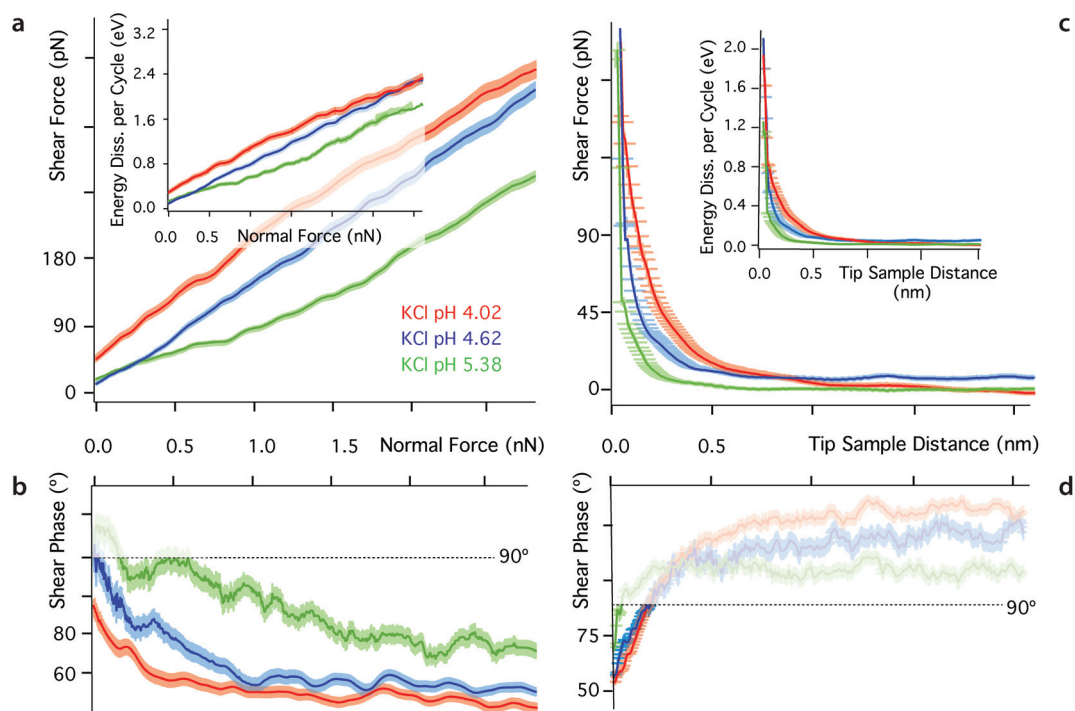 a
Shear Force (pN)
180
90
0
Energy Diss. per Cycle (eV)
3.2
2.4
1.6
0.8
0.0
0.0 0.5
Normal Force (nN)
KCl pH 4.02
KCl pH 4.62
KCl pH 5.38
0.0 0.5 1.0 1.5 Normal Force (nN)
c
Shear Force (pN)
90
45
0
Energy Diss. per Cycle (eV)
2.0
1.6
1.2
0.8
0.4
0.0
0.0 0.5 Tip Sample Distance
(nm)
0.0 0.5 Tip Sample Distance (nm)
b
Shear Phase (°)
80
60
90º
d
Shear Phase (°)
75
50
90º